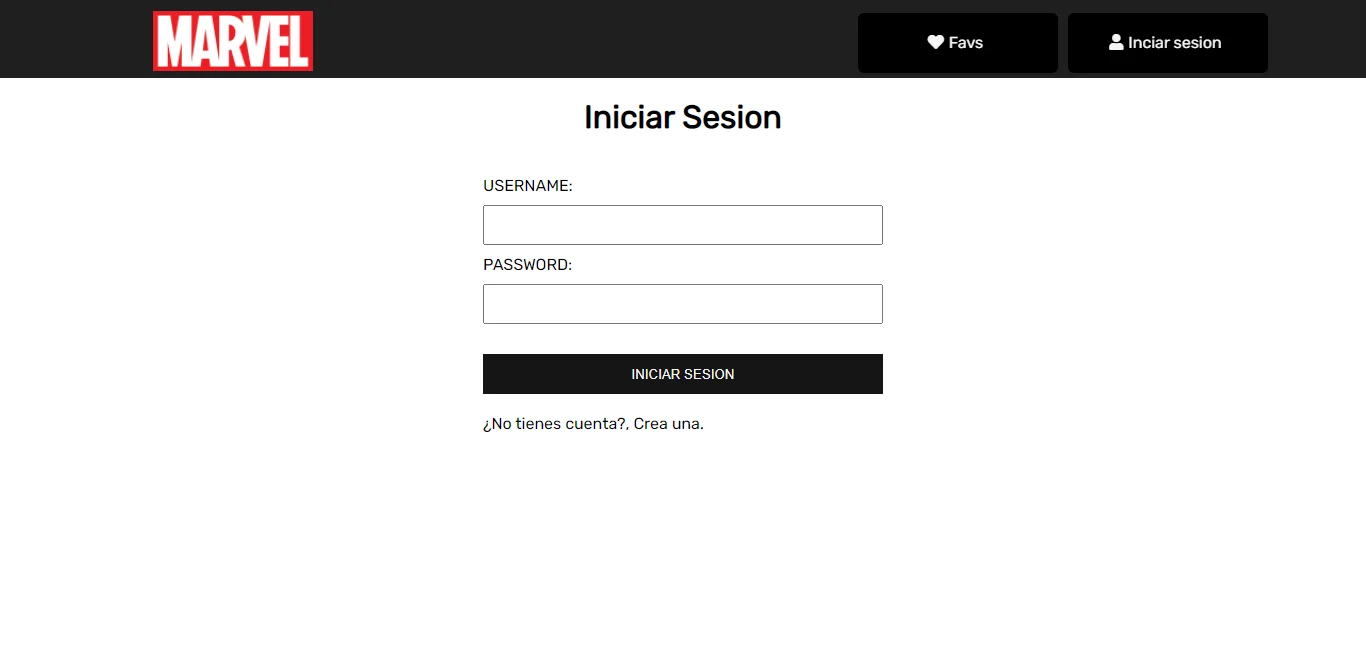 MARVEL
Favs
Inciar sesion
Iniciar Sesion
USERNAME:
PASSWORD:
INICIAR SESION
¿No tienes cuenta?, Crea una.